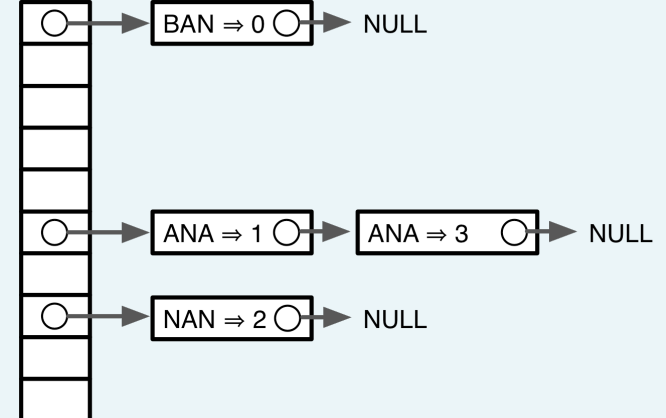 BAN ⇒ 0 NULL
ANA ⇒ 1 ANA ⇒ 3 NULL
NAN ⇒ 2 NULL